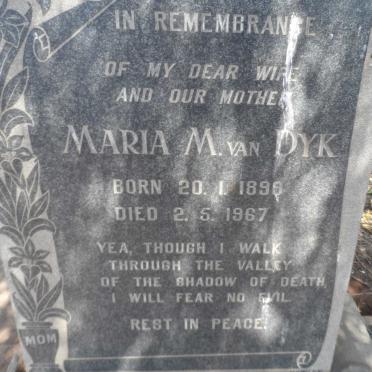 IN REMEMBRANCE
OF MY DEAR WIFE
AND OUR MOTHER
MARIA M. VAN DYK
BORN 20. 1. 1896
DIED 2. 5. 1967
YEA, THOUGH I WALK
THROUGH THE VALLEY
OF THE SHADOW OF DEATH
I WILL FEAR NO EVIL
REST IN PEACE.
MOM